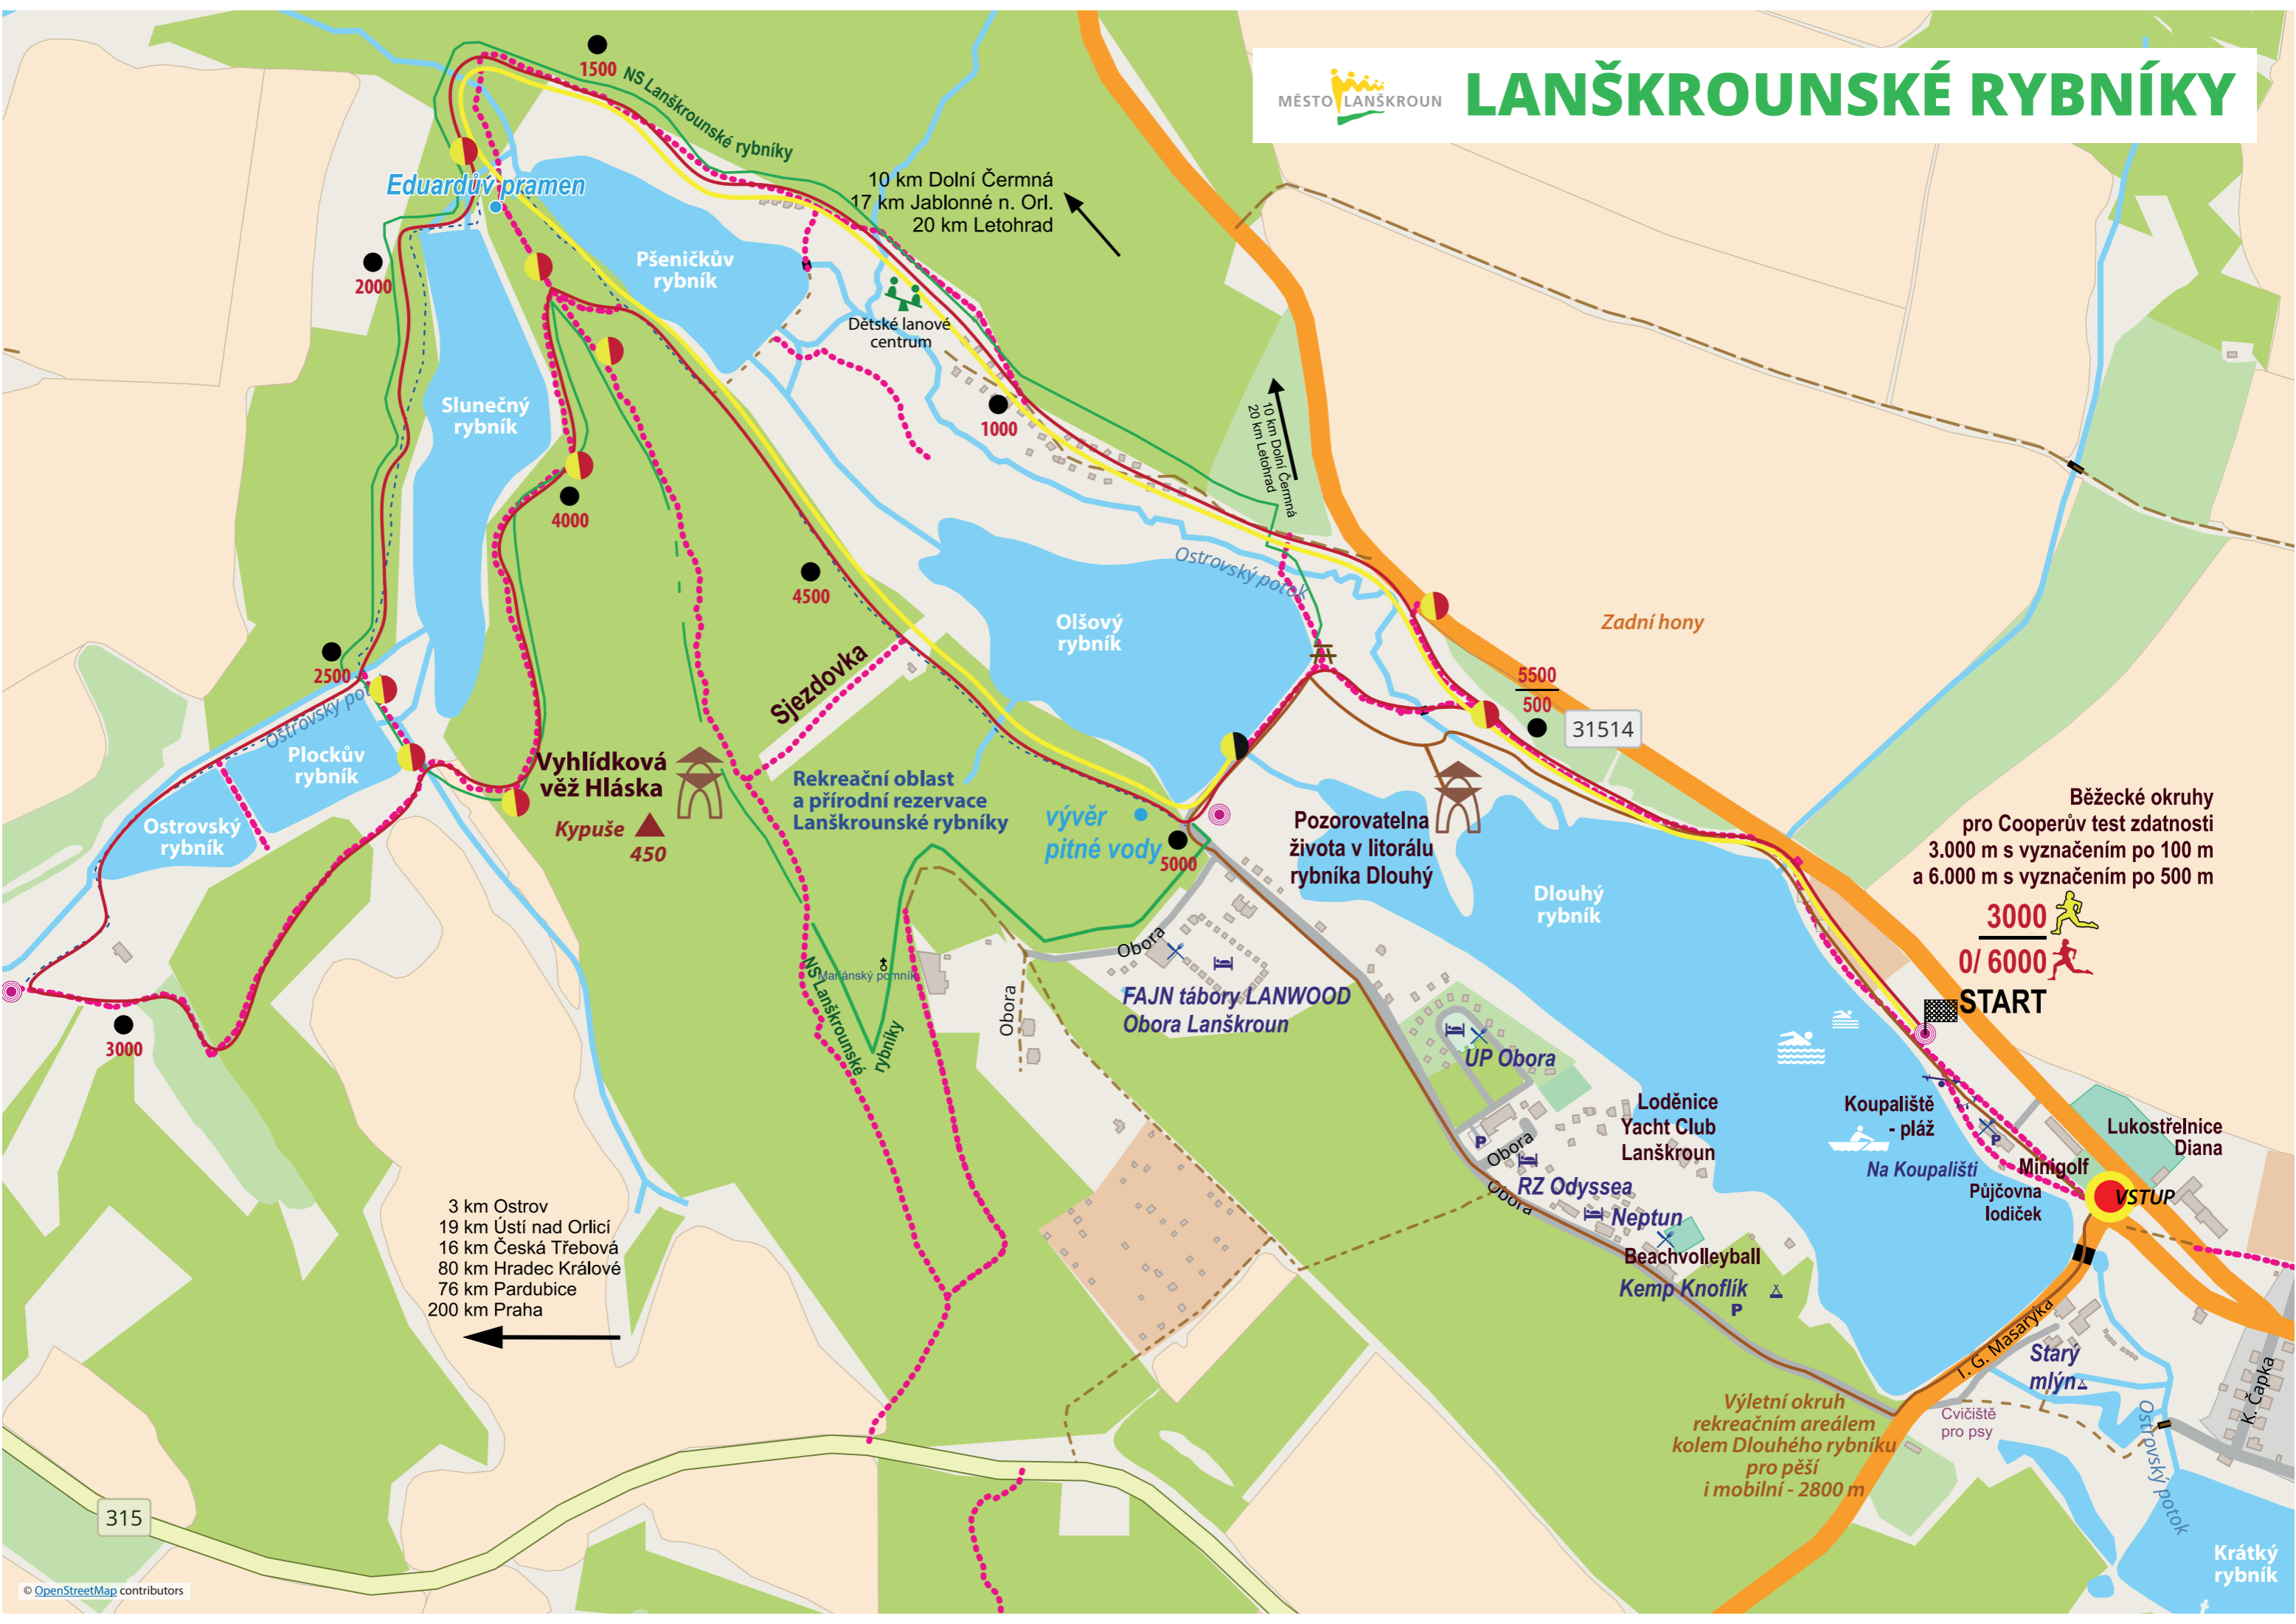 MĚSTO LANŠKROUN
LANŠKROUNSKÉ RYBNÍKY
1500
NS Lanškrounské rybníky
10 km Dolní Čermná
17 km Jablonné n. Orl.
20 km Letohrad
Eduardův pramen
Pšeničkův
rybník
2000
Dětské lanové
centrum
Slunečný
rybník
1000
10 km Dolní Čermná
20 km Letohrad
4000
4500
Ostrovský potok
Olšový
rybník
Zadní hony
2500
Ostrovský pot
5500
500
31514
Sjezdovka
Plockův
rybník
Vyhlídková
věž Hláska
Kypuše
450
Rekreační oblast
a přírodní rezervace
Lanškrounské rybníky
vývěr
pitné vody
5000
Pozorovatelna
života v litorálu
rybníka Dlouhý
Ostrovský
rybník
Dlouhý
rybník
Běžecké okruhy
pro Cooperův test zdatnosti
3.000 m s vyznačením po 100 m
a 6.000 m s vyznačením po 500 m
3000
0/ 6000
START
Obora
Mariánský pomník
NS Lanškrounské
rybníky
Obora
FAJN tábory LANWOOD
Obora Lanškroun
3000
UP Obora
Loděnice
Yacht Club
Lanškroun
Koupaliště
- pláž
Na Koupališti
P
Lukostřelnice
Diana
Minigolf
Půjčovna
lodiček
VSTUP
P
Obora
RZ Odyssea
Obora
Neptun
Beachvolleyball
Kemp Knoflík
P
3 km Ostrov
19 km Ústí nad Orlicí
16 km Česká Třebová
80 km Hradec Králové
76 km Pardubice
200 km Praha
T. G. Masaryka
Starý
mlýn
K. Čapka
Výletní okruh
rekreačním areálem
kolem Dlouhého rybníku
pro pěší
i mobilní - 2800 m
Cvičiště
pro psy
Ostrovský potok
315
Krátký
rybník
© OpenStreetMap contributors